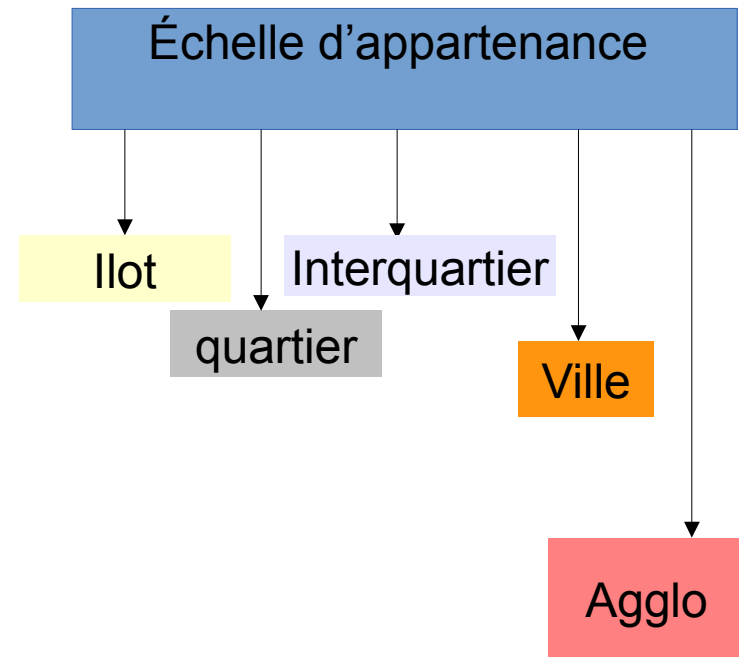 Échelle d’appartenance
Ilot
Interquartier
quartier
Ville
Agglo